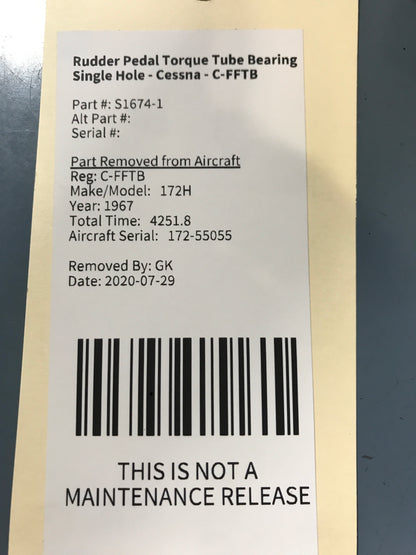 Rudder Pedal Torque Tube Bearing
Single Hole - Cessna - C-FFTB
Part #: S1674-1
Alt Part #:
Serial #:
Part Removed from Aircraft
Reg: C-FFTB
Make/Model: 172H
Year: 1967
Total Time: 4251.8
Aircraft Serial: 172-55055
Removed By: GK
Date: 2020-07-29
THIS IS NOT A
MAINTENANCE RELEASE